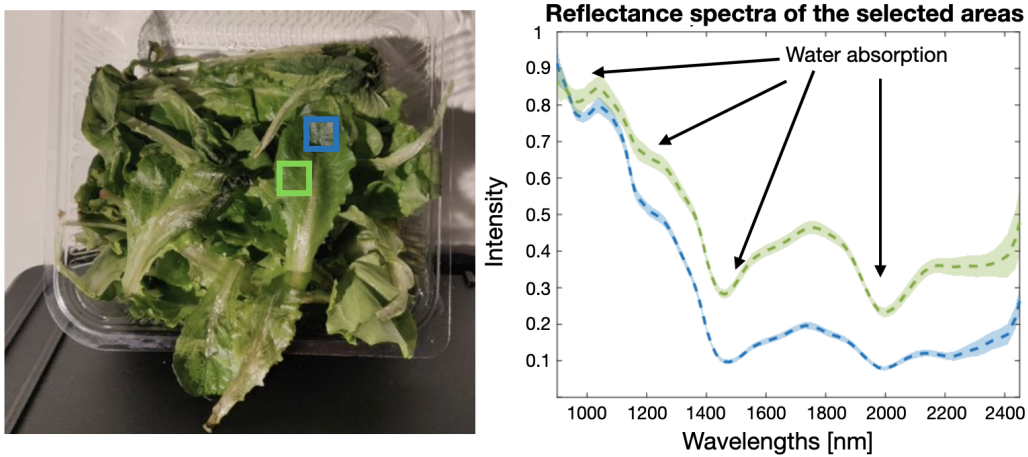 Reflectance spectra of the selected areas
Water absorption
Intensity
1
0.9
0.8
0.7
0.6
0.5
0.4
0.3
0.2
0.1
1000 1200 1400 1600 1800 2000 2200 2400
Wavelengths [nm]